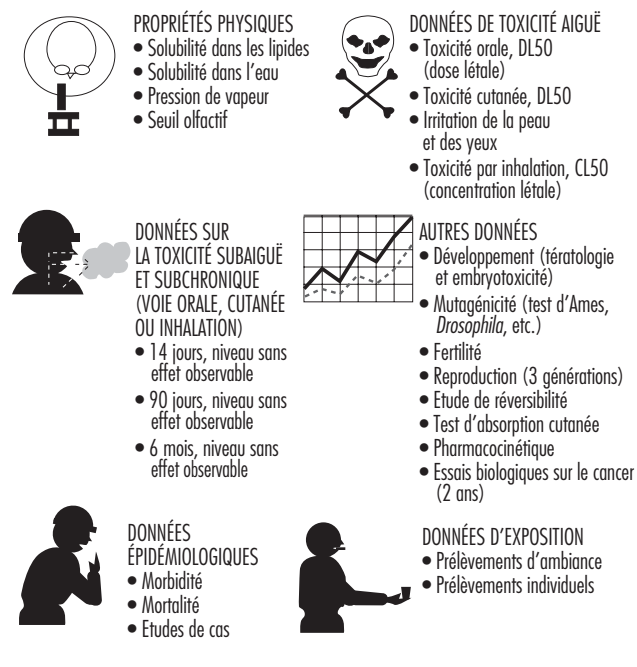 PROPRIÉTÉS PHYSIQUES
• Solubilité dans les lipides
• Solubilité dans l'eau
• Pression de vapeur
• Seuil olfactif
DONNÉES DE TOXICITÉ AIGUË
• Toxicité orale, DL50
(dose létale)
• Toxicité cutanée, DL50
• Irritation de la peau
et des yeux
• Toxicité par inhalation, CL50
(concentration létale)
DONNÉES SUR
LA TOXICITÉ SUBAIGUË
ET SUBCHRONIQUE
(VOIE ORALE, CUTANÉE
OU INHALATION)
• 14 jours, niveau sans
effet observable
• 90 jours, niveau sans
effet observable
• 6 mois, niveau sans
effet observable
AUTRES DONNÉES
• Développement (tératologie
et embryotoxicité)
• Mutagénicité (test d'Ames,
Drosophila, etc.)
• Fertilité
• Reproduction (3 générations)
• Etude de réversibilité
• Test d'absorption cutanée
• Pharmacocinétique
• Essais biologiques sur le cancer
(2 ans)
DONNÉES
ÉPIDÉMIOLOGIQUES
• Morbidité
• Mortalité
• Etudes de cas
DONNÉES D'EXPOSITION
• Prélèvements d'ambiance
• Prélèvements individuels